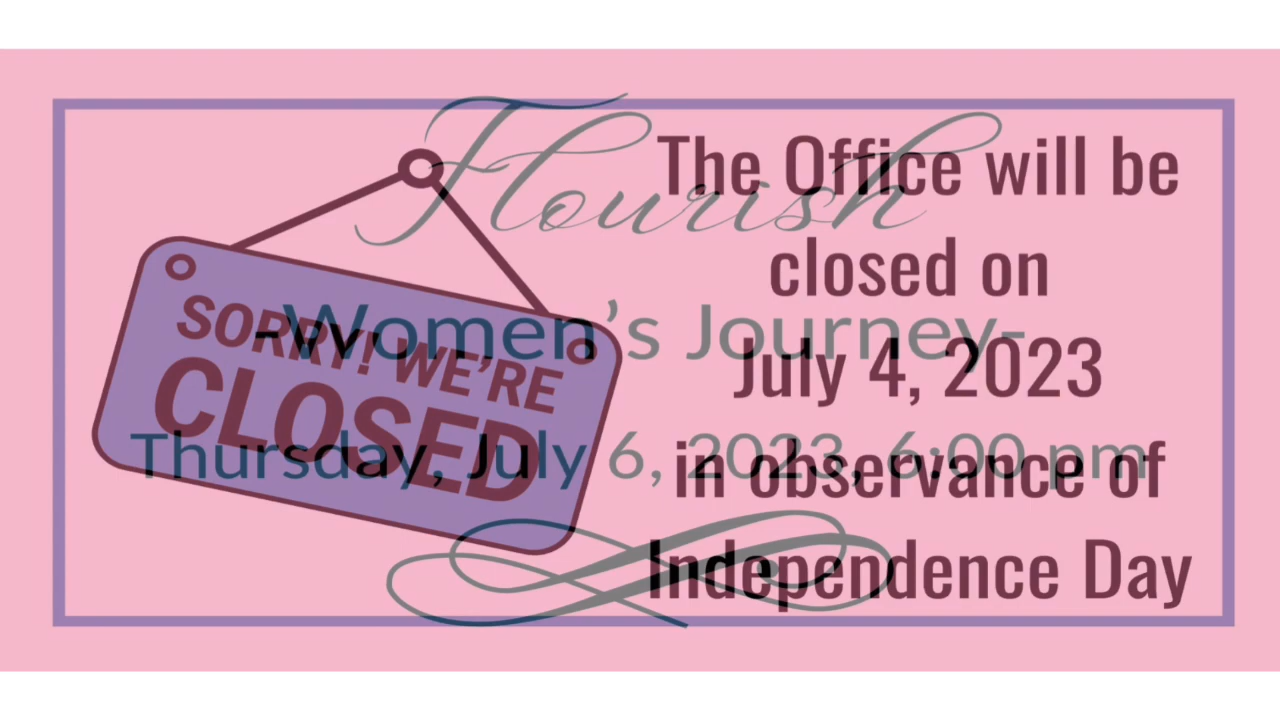 Flourish
-Women's Journey-
Thursday, July 6, 2023, 6:00 pm
SORRY! WE'RE
CLOSED
The Office will be
closed on
July 4, 2023
in observance of
Independence Day